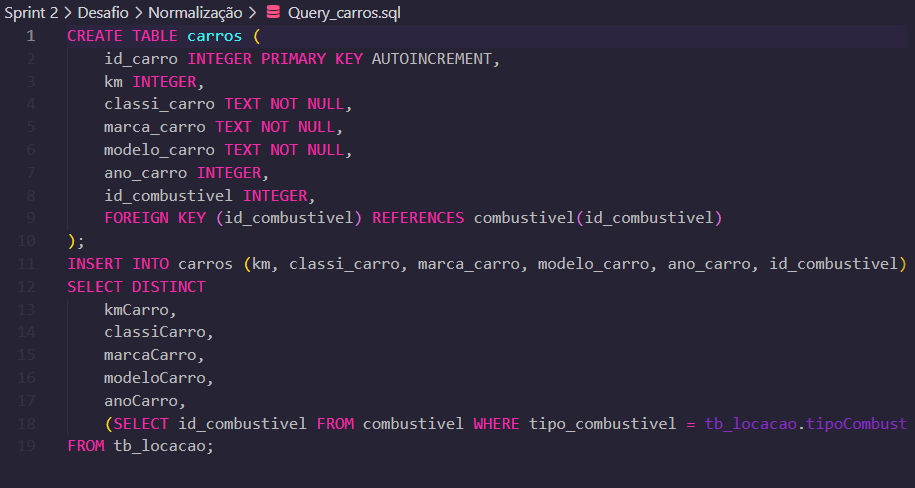 Sprint 2 > Desafio > Normalização > Query_carros.sql
1 CREATE TABLE carros (
2 id_carro INTEGER PRIMARY KEY AUTOINCREMENT,
3 km INTEGER,
4 classi_carro TEXT NOT NULL,
5 marca_carro TEXT NOT NULL,
6 modelo_carro TEXT NOT NULL,
7 ano_carro INTEGER,
8 id_combustivel INTEGER,
9 FOREIGN KEY (id_combustivel) REFERENCES combustivel(id_combustivel)
10 );
11 INSERT INTO carros (km, classi_carro, marca_carro, modelo_carro, ano_carro, id_combustivel)
12 SELECT DISTINCT
13 kmCarro,
14 classiCarro,
15 marcaCarro,
16 modeloCarro,
17 anoCarro,
18 (SELECT id_combustivel FROM combustivel WHERE tipo_combustivel = tb_locacao.tipoCombust
19 FROM tb_locacao;